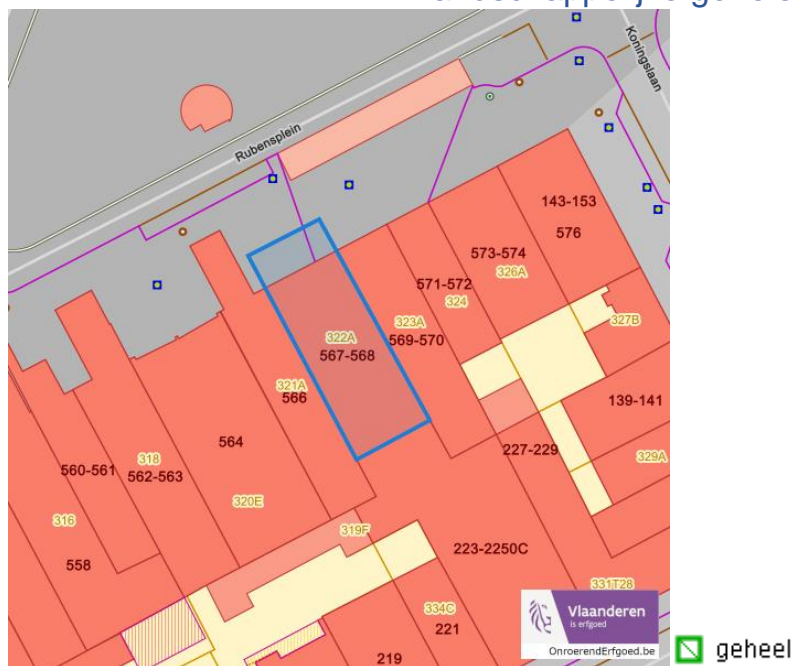 Koningslaan
Rubensplein
143-153
576
573-574
326A
571-572
324
327B
323A
569-570
322A
567-568
321A
566
139-141
564
227-229
329A
560-561
318
562-563
320E
316
319F
558
223-2250C
331T28
334C
221
219
Vlaanderen
is erfgoed
OnroerendErfgoed.be
geheel